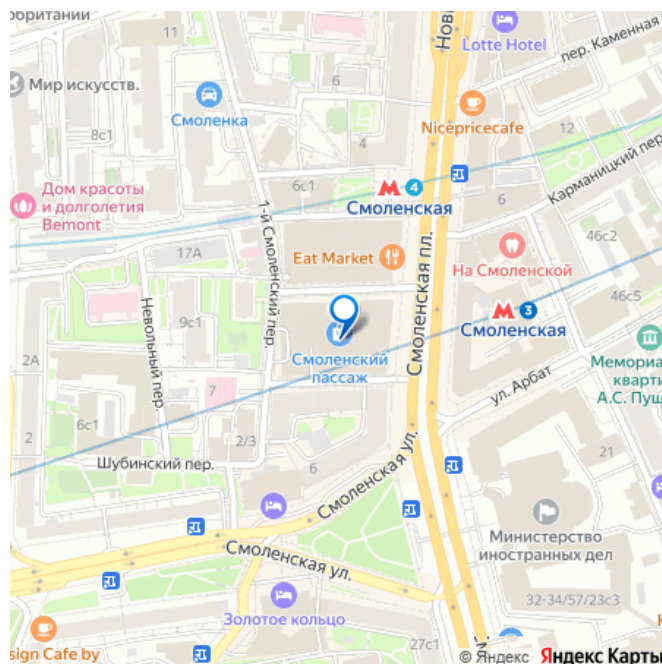 обритании
11
Мир искусств.
8с1
Смоленка
6
Нови
Lotte Hotel
пер. Каменная
Nicepricecafe
12
Карманицкий пер.
Дом красоты
и долголетия
Bemont
1-й Смоленский пер.
6с1
4
Смоленская
6
46с2
17А
Eat Market
Смоленская пл.
На Смоленской
Невольный пер.
9с1
3
Смоленская
46с5
2А
Смоленский
пассаж
ул. Арбат
Мемориа
кварти
А.С. Пуш
7
6с1
2
2/3
Шубинский пер.
6
Смоленская ул.
21
Министерство
иностранных дел
Смоленская ул.
32-34/57/23с3
Золотое кольцо
27с1
sign Cafe by
© Яндекс Яндекс Карты